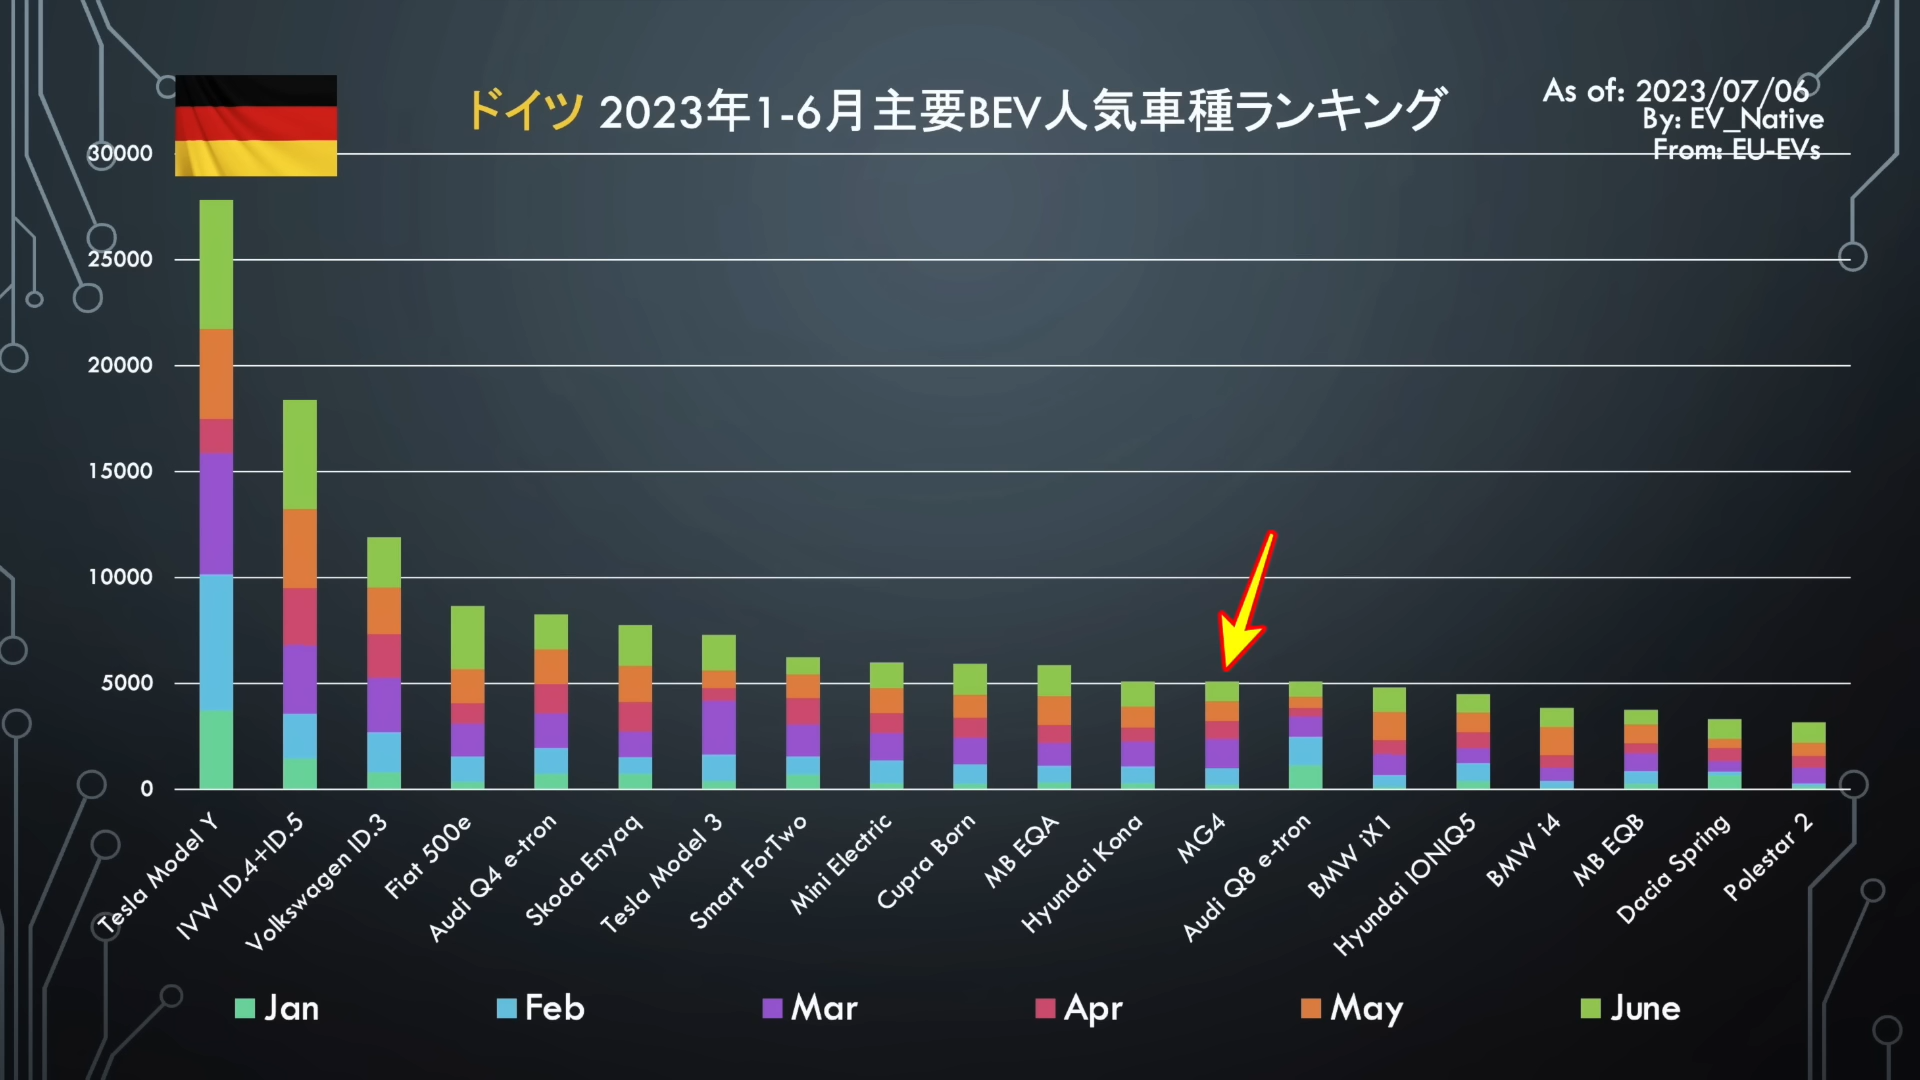 ドイツ 2023年1-6月主要BEV人気車種ランキング
As of: 2023/07/06
By: EV_Native
From: EU-EVs
30000
25000
20000
15000
10000
5000
0
Tesla Model Y
IVW ID.4+ID.5
Volkswagen ID.3
Fiat 500e
Audi Q4 e-tron
Skoda Enyaq
Tesla Model 3
Smart ForTwo
Mini Electric
Cupra Born
MB EQA
Hyundai Kona
MG4
Audi Q8 e-tron
BMW iX1
Hyundai IONIQ5
BMW i4
MB EQB
Dacia Spring
Polestar 2
Jan
Feb
Mar
Apr
May
June